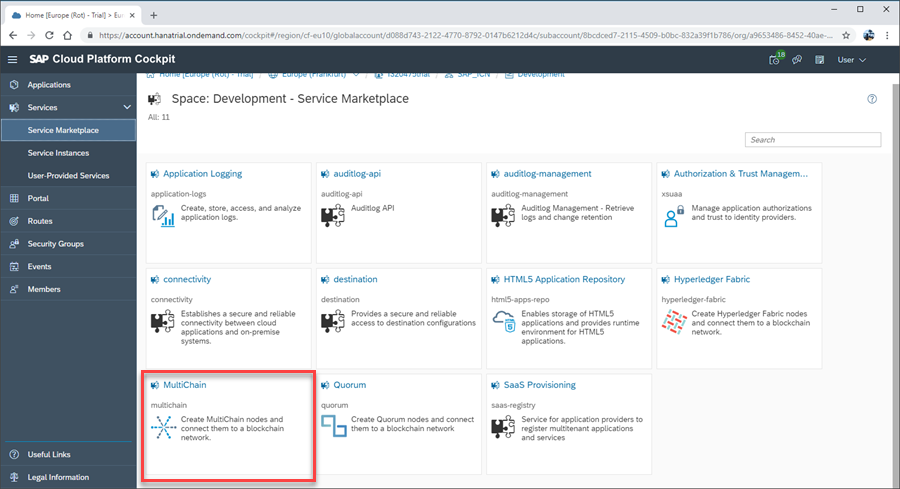 Home [Europe (Rot) - Trial] > Euro
https://account.hanatrial.ondemand.com/cockpit#/region/cf-eu10/globalaccount/d088d743-2122-4770-8792-0147b6212d4c/subaccount/8bcdced7-2115-4509-b0bc-832a39f1b786/org/a9653486-8452-40ae-...
SAP Cloud Platform Cockpit
18
User
Applications
Services
Service Marketplace
Service Instances
User-Provided Services
Portal
Routes
Security Groups
Events
Members
Useful Links
Legal Information
Home [Europe (Rot) - Trial] / Europe (Frankfurt) / / SAP_ICN / Development
Space: Development - Service Marketplace
All: 11
Search
Application Logging
application-logs
Create, store, access, and analyze
application logs.
auditlog-api
auditlog-api
Auditlog API
auditlog-management
auditlog-management
Auditlog Management - Retrieve
logs and change retention
Authorization & Trust Managem...
xsuaa
Manage application authorizations
and trust to identity providers.
connectivity
connectivity
Establishes a secure and reliable
connectivity between cloud
applications and on-premise
systems.
destination
destination
Provides a secure and reliable
access to destination configurations
HTML5 Application Repository
html5-apps-repo
Enables storage of HTML5
applications and provides runtime
environment for HTML5
applications.
Hyperledger Fabric
hyperledger-fabric
Create Hyperledger Fabric nodes
and connect them to a blockchain
network.
MultiChain
multichain
Create MultiChain nodes and
connect them to a blockchain
network.
Quorum
quorum
Create Quorum nodes and connect
them to a blockchain network
SaaS Provisioning
saas-registry
Service for application providers to
register multitenant applications
and services